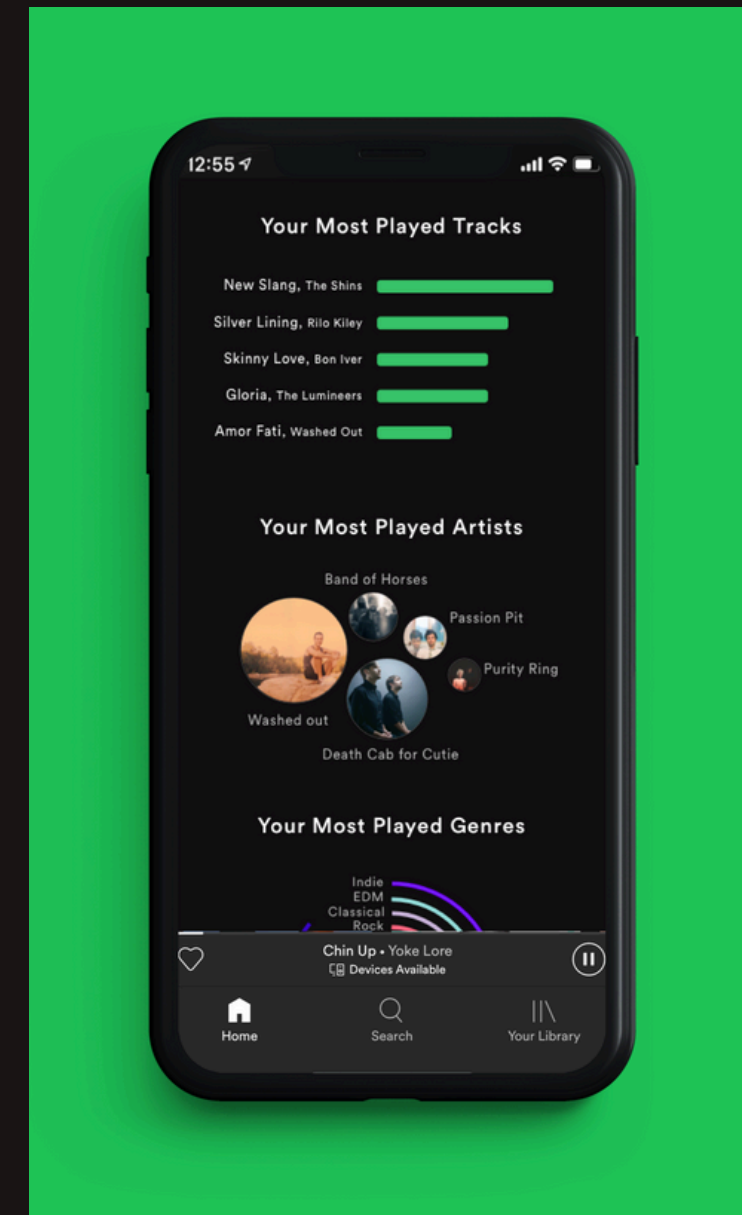 12:55
Your Most Played Tracks
New Slang, The Shins
Silver Lining, Rilo Kiley
Skinny Love, Bon Iver
Gloria, The Lumineers
Amor Fati, Washed Out
Your Most Played Artists
Band of Horses
Passion Pit
Purity Ring
Washed out
Death Cab for Cutie
Your Most Played Genres
Indie
EDM
Classical
Rock
Chin Up • Yoke Lore
Devices Available
Home
Search
Your Library